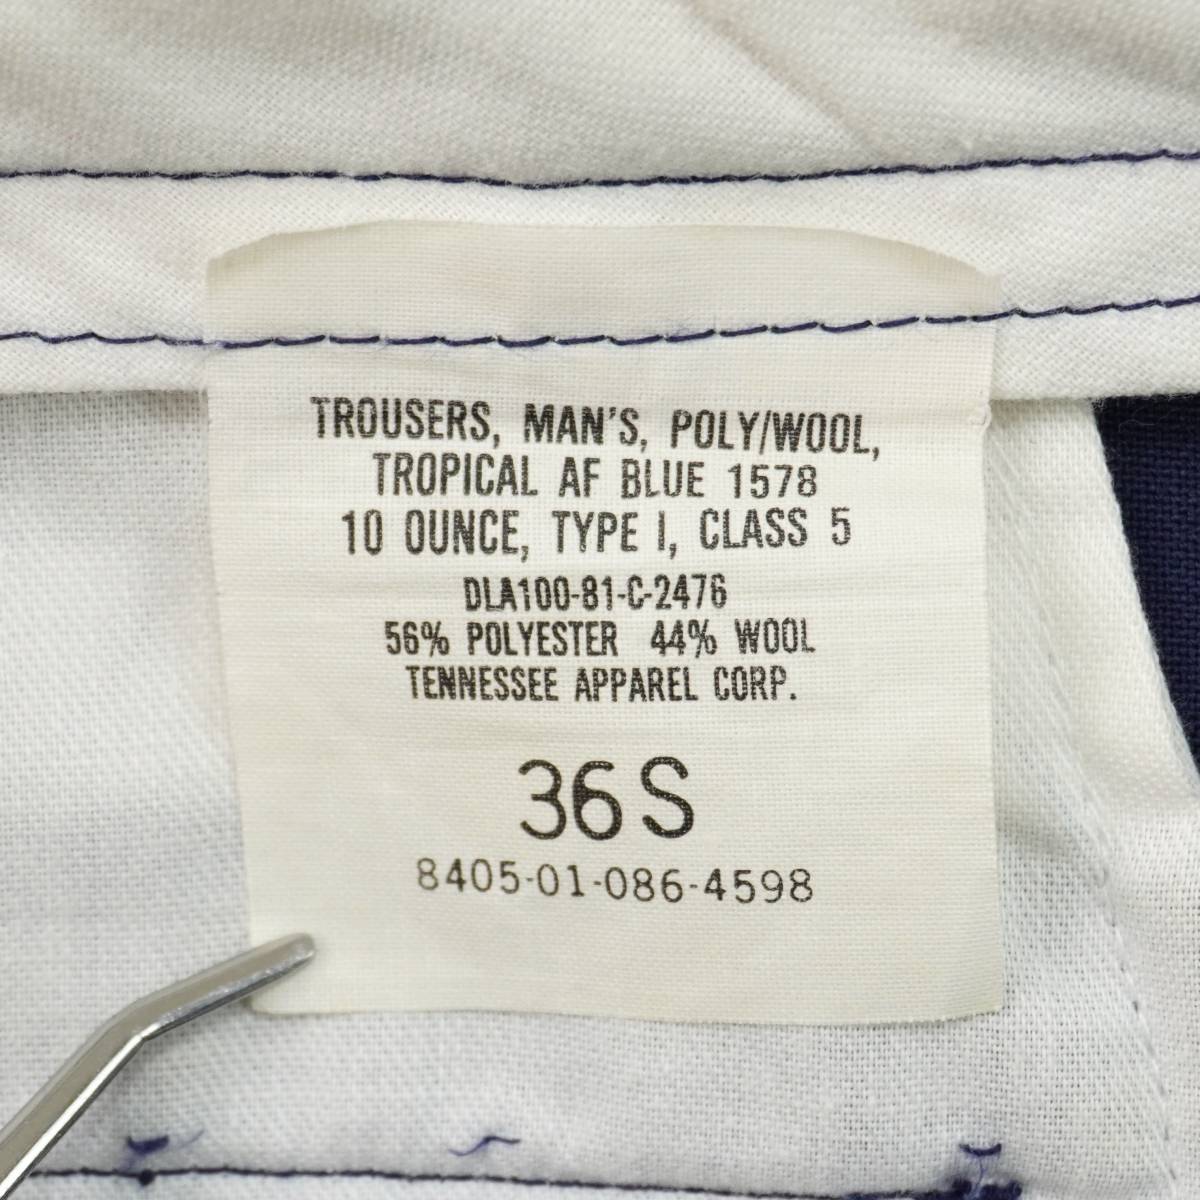 TROUSERS, MAN'S, POLY/WOOL,
TROPICAL AF BLUE 1578
10 OUNCE, TYPE I, CLASS 5
DLA100-81-C-2476
56% POLYESTER 44% WOOL
TENNESSEE APPAREL CORP.
36 S
8405-01-086-4598